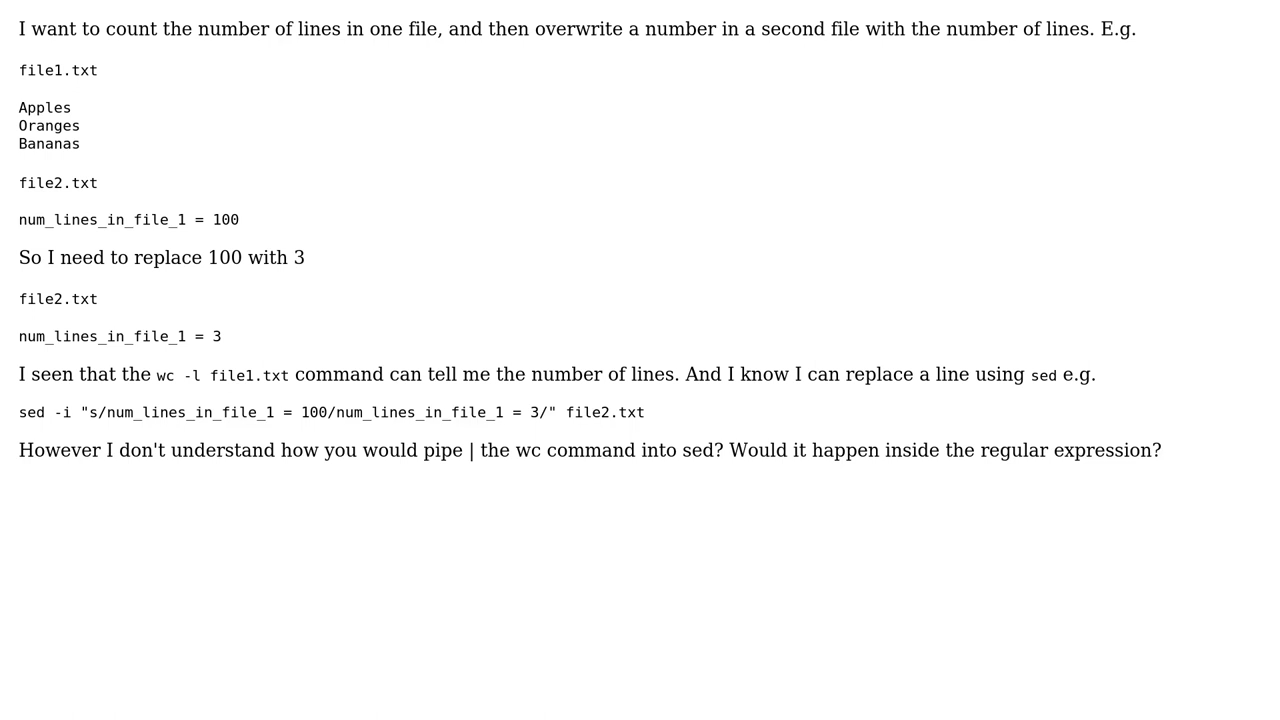 I want to count the number of lines in one file, and then overwrite a number in a second file with the number of lines. E.g.
file1.txt
Apples
Oranges
Bananas
file2.txt
num_lines_in_file_1 = 100
So I need to replace 100 with 3
file2.txt
num_lines_in_file_1 = 3
I seen that the wc -l file1.txt command can tell me the number of lines. And I know I can replace a line using sed e.g.
sed -i "s/num_lines_in_file_1 = 100/num_lines_in_file_1 = 3/" file2.txt
However I don't understand how you would pipe | the wc command into sed? Would it happen inside the regular expression?